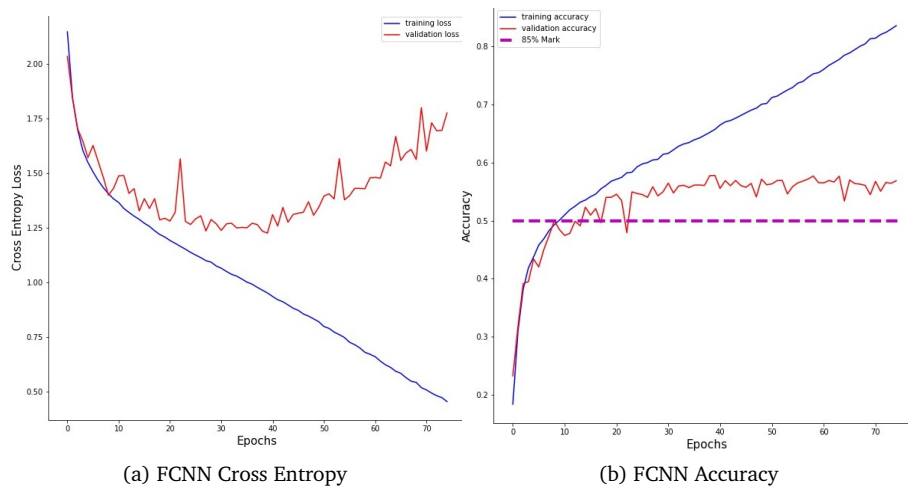 training loss
validation loss
2.00
1.75
1.50
1.25
1.00
0.75
0.50
Cross Entropy Loss
0 10 20 30 40 50 60 70
Epochs
(a) FCNN Cross Entropy
training accuracy
validation accuracy
85% Mark
0.8
0.7
0.6
0.5
0.4
0.3
0.2
Accuracy
0 10 20 30 40 50 60 70
Epochs
(b) FCNN Accuracy